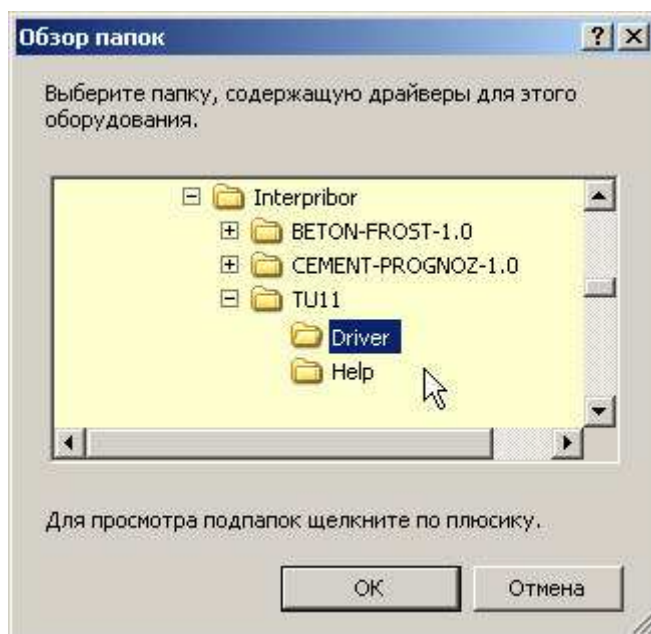 Обзор папок
Выберите папку, содержащую драйверы для этого
оборудования.
Interpribor
BETON-FROST-1.0
CEMENT-PROGNOZ-1.0
TU11
Driver
Help
Для просмотра подпапок щелкните по плюсику.
ОК
Отмена